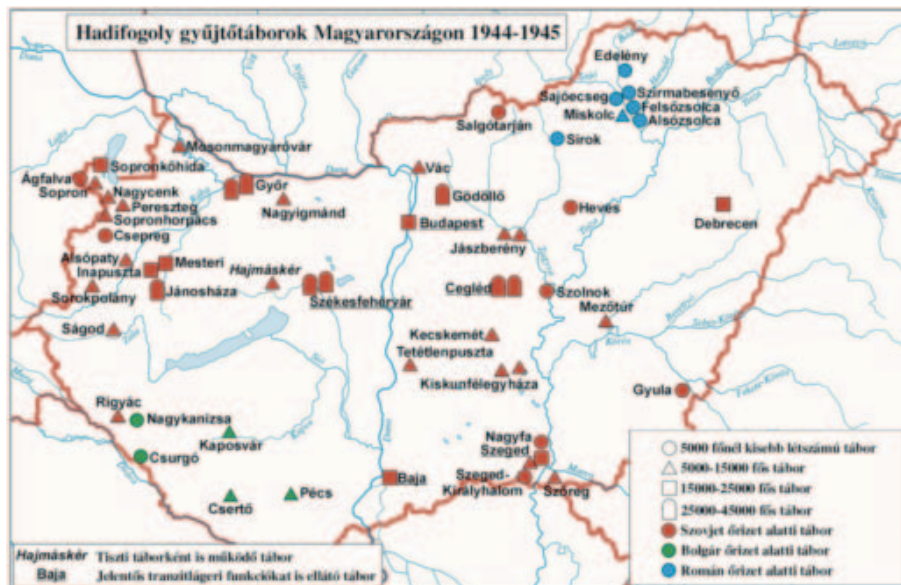 Hadifogoly gyűjtőtáborok Magyarországon 1944-1945
Edelény
Szirmabesenyő
Sajóecseg
Felsőzsolca
Miskolc
Alsózsolca
Salgótarján
Sirok
Mosonmagyaróvár
Sopronkőhida
Vác
Ágfalva
Győr
Sopron
Nagycenk
Gödöllő
Pereszteg
Nagyigmánd
Heves
Sopronhorpács
Budapest
Debrecen
Csepreg
Jászberény
Alsópaty
Mesteri
Inapuszta
Hajmáskér
Cegléd
Sorokpolány
Jánosháza
Székesfehérvár
Szolnok
Mezőtúr
Ságod
Kecskemét
Tetétlenpuszta
Kiskunfélegyháza
Gyula
Rigyác
Nagykanizsa
Kaposvár
Nagyfa
Csurgó
Szeged
Baja
Szeged-
Királyhalom
Szőreg
Csertő
Pécs
5000 főnél kisebb létszámú tábor
5000-15000 fős tábor
15000-25000 fős tábor
25000-45000 fős tábor
Szovjet őrizet alatti tábor
Bolgár őrizet alatti tábor
Román őrizet alatti tábor
Hajmáskér Tiszti táborként is működő tábor
Baja Jelentős tranzitlágeri funkciókat is ellátó tábor
Duna
Duna
Tisza
Maros